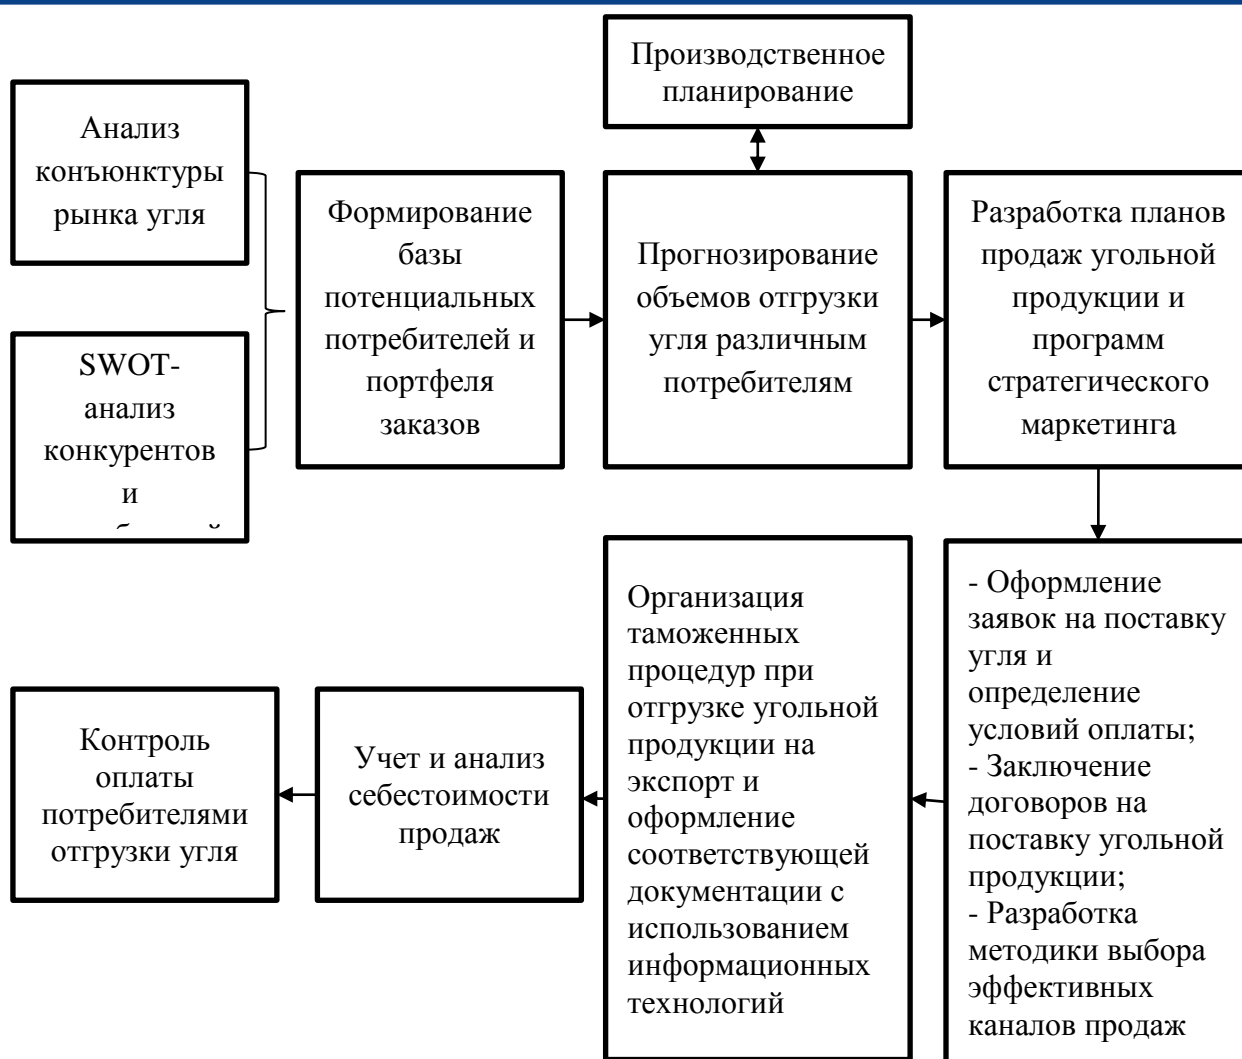 Производственное
планирование
Анализ
конъюнктуры
рынка угля
SWOT-
анализ
конкурентов
и
Формирование
базы
потенциальных
потребителей и
портфеля
заказов
Прогнозирование
объемов отгрузки
угля различным
потребителям
Разработка планов
продаж угольной
продукции и
программ
стратегического
маркетинга
- Оформление
заявок на поставку
угля и
определение
условий оплаты;
- Заключение
договоров на
поставку угольной
продукции;
- Разработка
методики выбора
эффективных
каналов продаж
Организация
таможенных
процедур при
отгрузке угольной
продукции на
экспорт и
оформление
соответствующей
документации с
использованием
информационных
технологий
Учет и анализ
себестоимости
продаж
Контроль
оплаты
потребителями
отгрузки угля